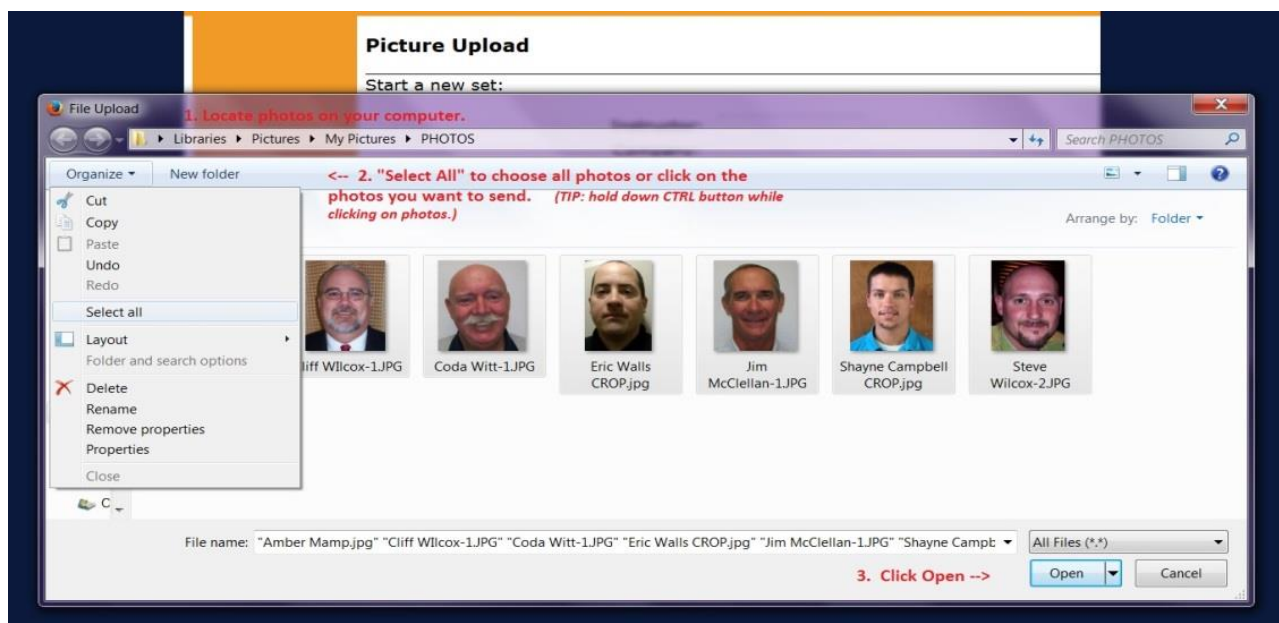 Picture Upload
Start a new set:
File Upload
1. Locate photos on your computer.
Libraries Pictures My Pictures PHOTOS
Search PHOTOS
Organize
New folder
<-- 2. "Select All" to choose all photos or click on the
photos you want to send. (TIP: hold down CTRL button while
clicking on photos.)
Arrange by: Folder
Cut
Copy
Paste
Undo
Redo
Select all
Layout
Folder and search options
Delete
Rename
Remove properties
Properties
Close
C
liff WIlcox-1.JPG
Coda Witt-1.JPG
Eric Walls
CROP.jpg
Jim
McClellan-1.JPG
Shayne Campbell
CROP.jpg
Steve
Wilcox-2.JPG
File name: "Amber Mamp.jpg" "Cliff WIlcox-1.JPG" "Coda Witt-1.JPG" "Eric Walls CROP.jpg" "Jim McClellan-1.JPG" "Shayne Campb
All Files (*.*)
3. Click Open -->
Open
Cancel